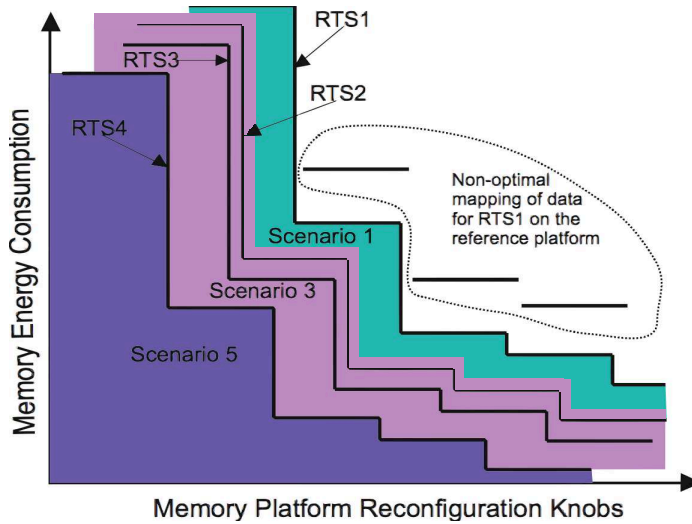 RTS1
RTS3
RTS2
RTS4
Non-optimal
mapping of data
for RTS1 on the
reference platform
Scenario 1
Scenario 3
Scenario 5
Memory Energy Consumption
Memory Platform Reconfiguration Knobs